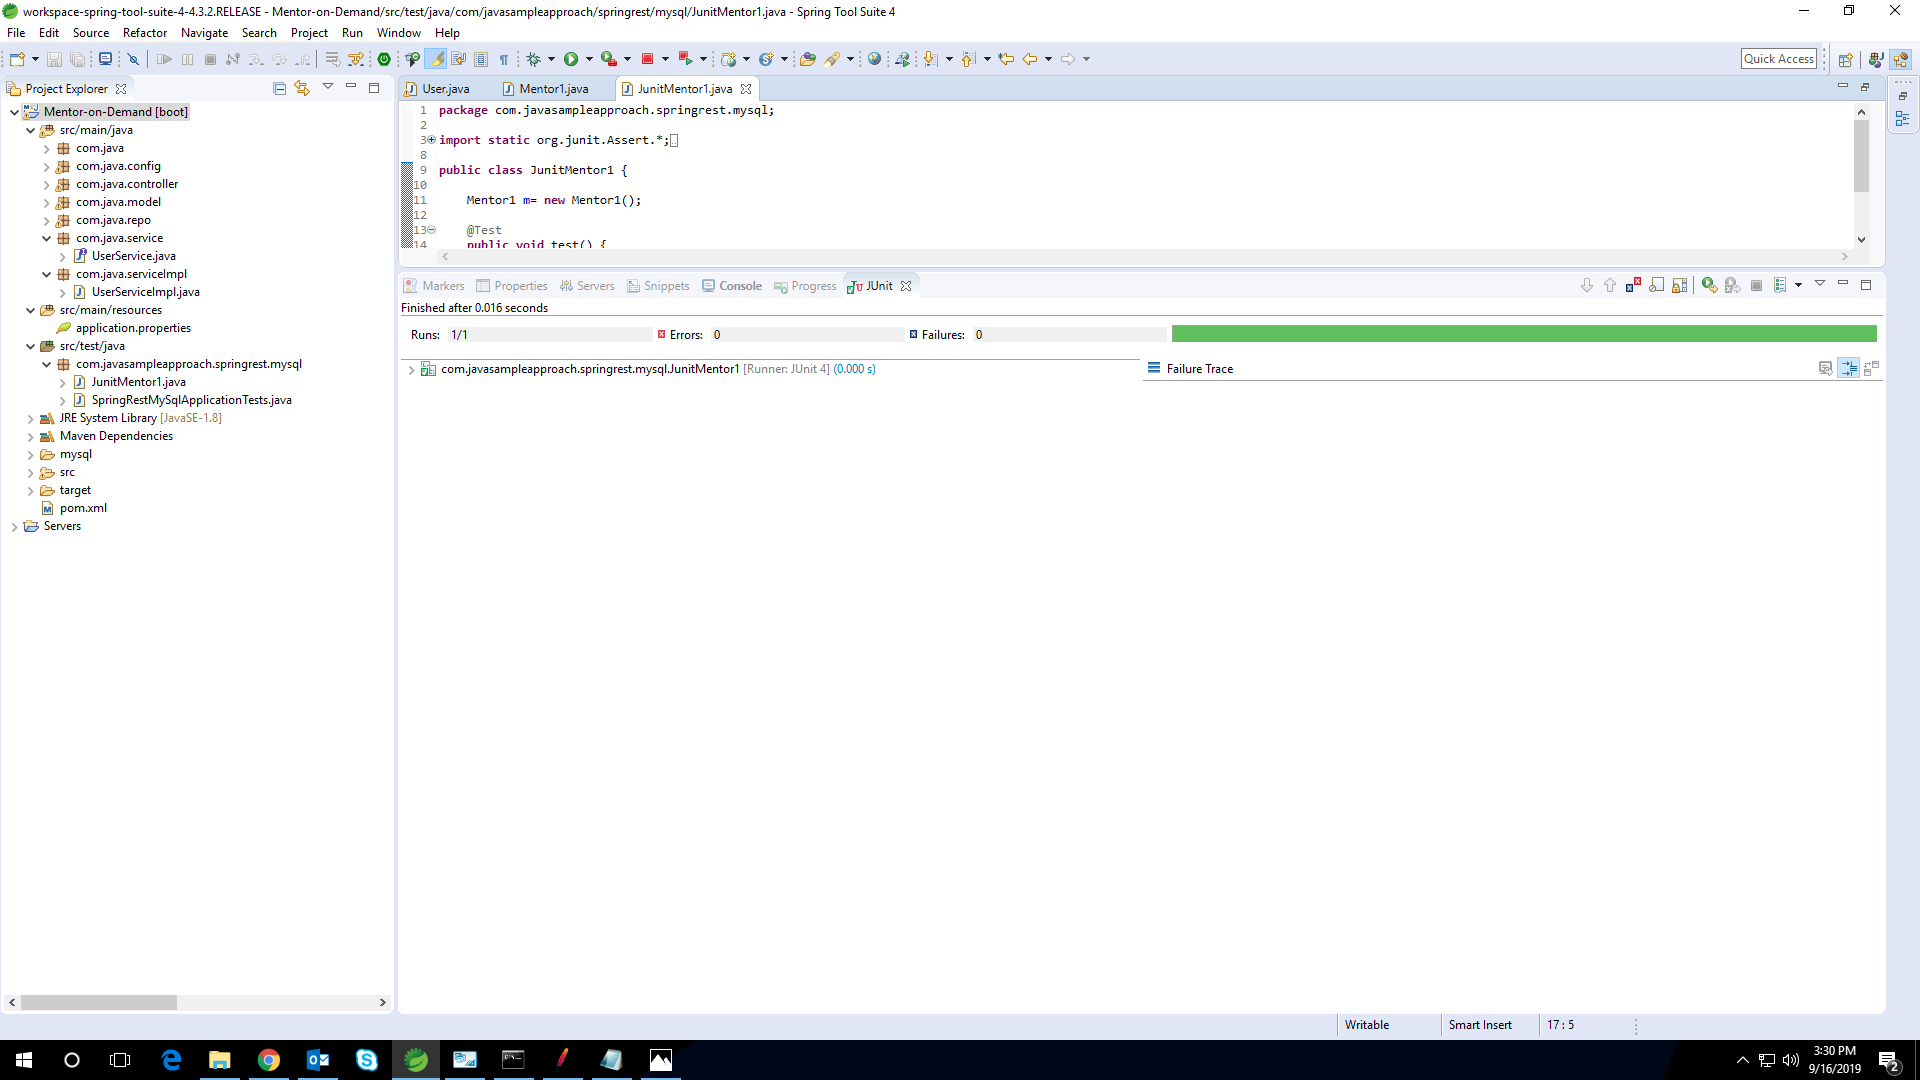 workspace-spring-tool-suite-4-4.3.2.RELEASE - Mentor-on-Demand/src/test/java/com/javasampleapproach/springrest/mysql/JunitMentor1.java - Spring Tool Suite 4
File Edit Source Refactor Navigate Search Project Run Window Help
Quick Access
Project Explorer
Mentor-on-Demand [boot]
src/main/java
com.java
com.java.config
com.java.controller
com.java.model
com.java.repo
com.java.service
UserService.java
com.java.serviceImpl
UserServiceImpl.java
src/main/resources
application.properties
src/test/java
com.javasampleapproach.springrest.mysql
JunitMentor1.java
SpringRestMySqlApplicationTests.java
JRE System Library [JavaSE-1.8]
Maven Dependencies
mysql
src
target
pom.xml
Servers
User.java Mentor1.java JunitMentor1.java
1 package com.javasampleapproach.springrest.mysql;
2
3 import static org.junit.Assert.*;
8
9 public class JunitMentor1 {
10
11 Mentor1 m= new Mentor1();
12
13 @Test
14 public void test() {
Markers Properties Servers Snippets Console Progress JUnit
Finished after 0.016 seconds
Runs: 1/1 Errors: 0 Failures: 0
com.javasampleapproach.springrest.mysql.JunitMentor1 [Runner: JUnit 4] (0.000 s)
Failure Trace
Writable Smart Insert 17 : 5
3:30 PM
9/16/2019
2